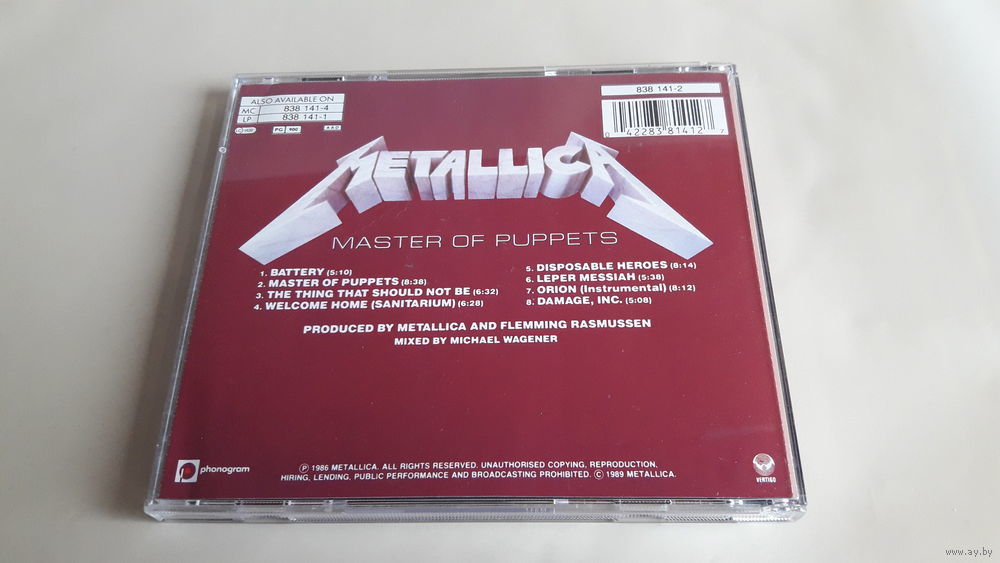 ALSO AVAILABLE ON
MC 838 141-4
LP 838 141-1
PG 900
AAD
838 141-2
0 42283 81412 7
METALLICA
MASTER OF PUPPETS
1. BATTERY (5:10)
2. MASTER OF PUPPETS (8:38)
3. THE THING THAT SHOULD NOT BE (6:32)
4. WELCOME HOME (SANITARIUM) (6:28)
5. DISPOSABLE HEROES (8:14)
6. LEPER MESSIAH (5:38)
7. ORION (Instrumental) (8:12)
8. DAMAGE, INC. (5:08)
PRODUCED BY METALLICA AND FLEMMING RASMUSSEN
MIXED BY MICHAEL WAGENER
phonogram
Ⓟ 1986 METALLICA. ALL RIGHTS RESERVED. UNAUTHORISED COPYING, REPRODUCTION,
HIRING, LENDING, PUBLIC PERFORMANCE AND BROADCASTING PROHIBITED. © 1989 METALLICA.
VERTIGO
www.ay.by